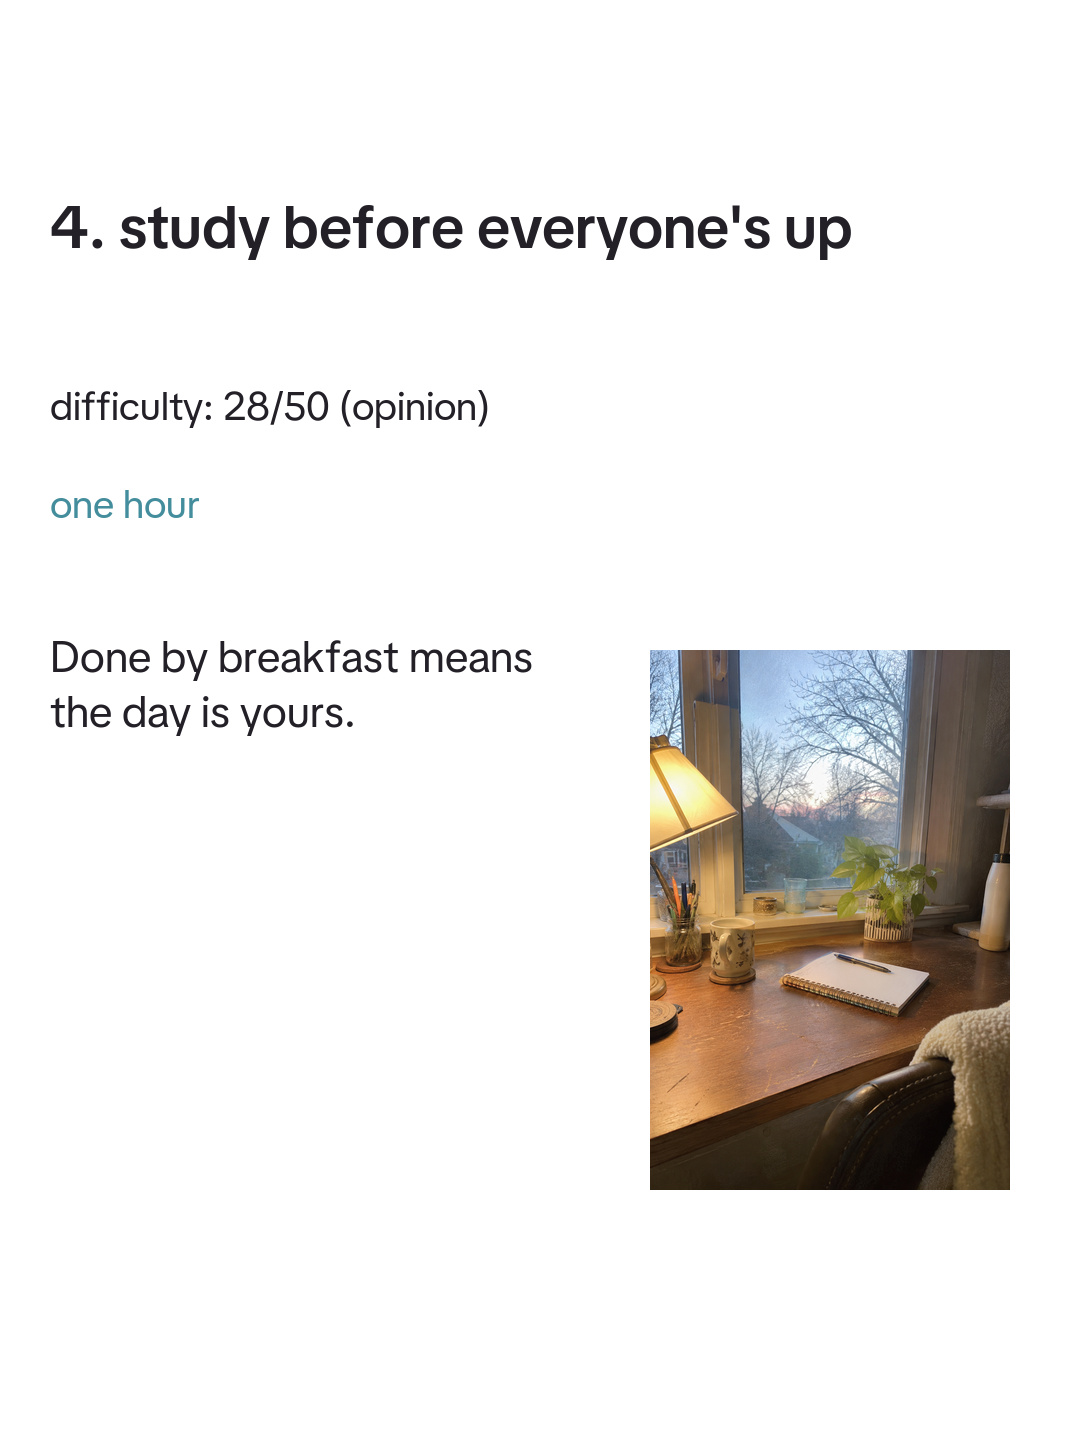 4. study before everyone's up
difficulty: 28/50 (opinion)
one hour
Done by breakfast means
the day is yours.